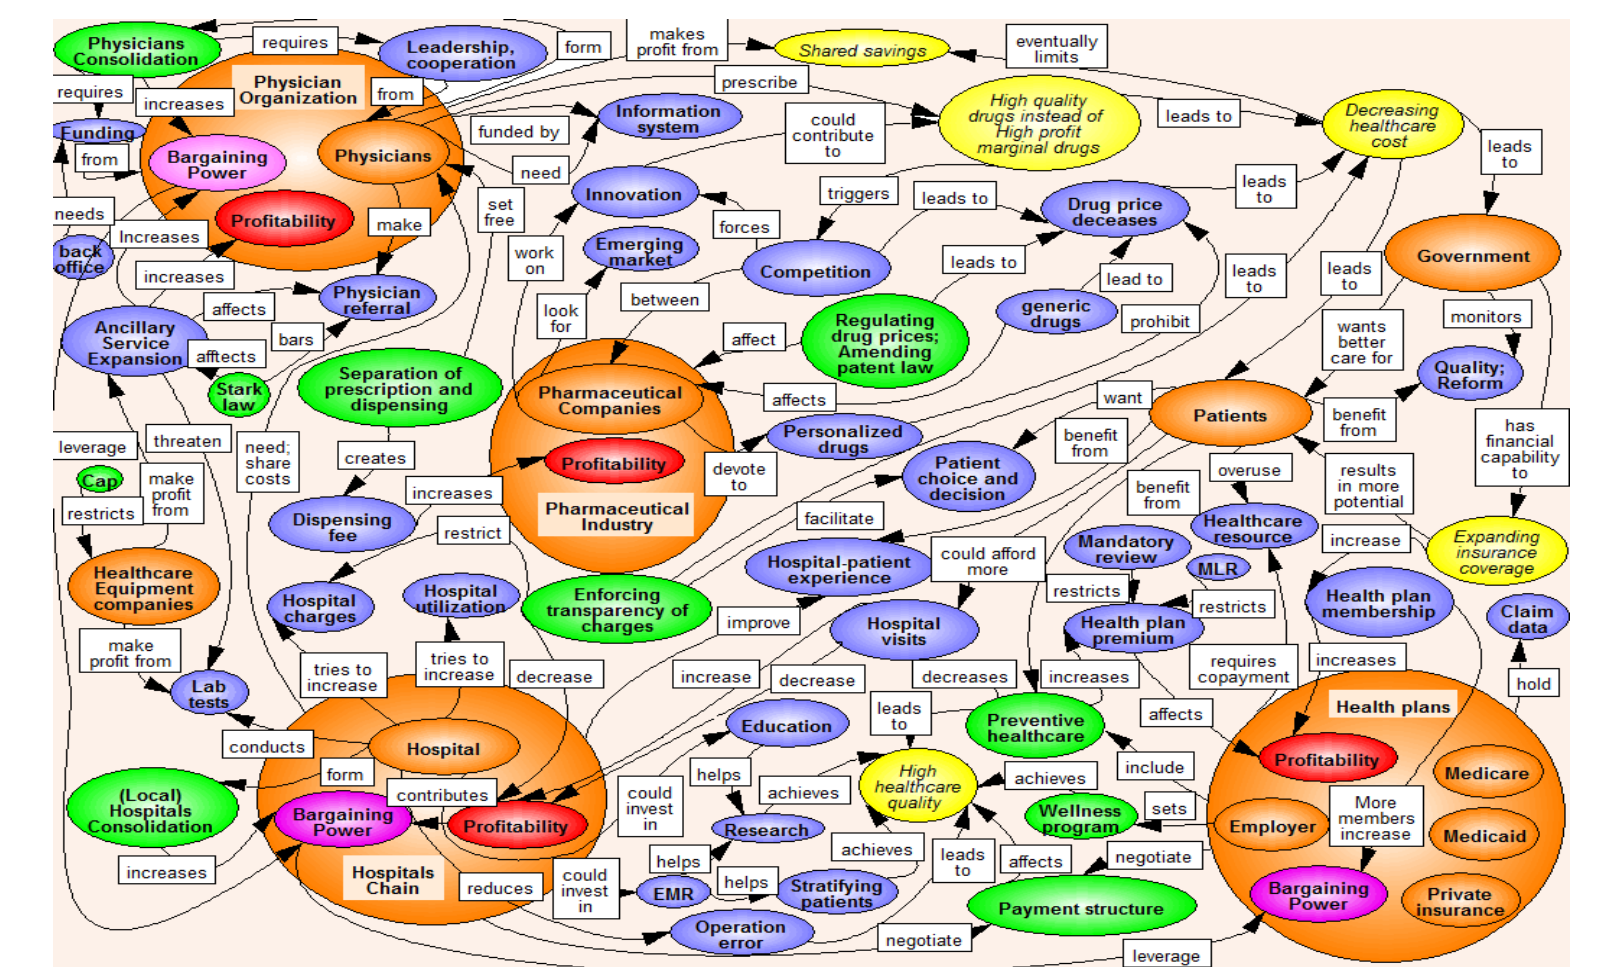 Physicians
Consolidation
requires
Leadership,
cooperation
form
makes
profit from
Shared savings
eventually
limits
requires
increases
Physician
Organization
from
prescribe
Information
system
High quality
drugs instead of
High profit
marginal drugs
leads to
Decreasing
healthcare
cost
leads
to
Funding
from
Bargaining
Power
Physicians
funded by
need
could
contribute
to
Innovation
triggers
leads to
Drug price
deceases
leads
to
needs
Profitability
make
set
free
forces
Emerging
market
Competition
Government
back
office
Increases
increases
work
on
look
for
between
leads to
lead to
generic
drugs
prohibit
leads
to
leads
to
monitors
affects
Physician
referral
bars
Ancillary
Service
Expansion
afftects
Stark
law
Separation of
prescription and
dispensing
affect
Regulating
drug prices;
Amending
patent law
wants
better
care for
Quality;
Reform
Pharmaceutical
Companies
affects
want
Patients
benefit
from
has
financial
capability
to
leverage
threaten
need;
share
costs
creates
Profitability
devote
to
Personalized
drugs
Patient
choice and
decision
benefit
from
overuse
results
in more
potential
Cap
make
profit
from
restricts
increases
Pharmaceutical
Industry
Dispensing
fee
restrict
facilitate
benefit
from
Healthcare
resource
increase
Expanding
insurance
coverage
Healthcare
Equipment
companies
Hospital
charges
Hospital
utilization
Enforcing
transparency of
charges
Hospital-patient
experience
could afford
more
Mandatory
review
MLR
restricts
restricts
Health plan
membership
Claim
data
make
profit from
improve
Hospital
visits
Health plan
premium
Lab
tests
tries to
increase
tries to
increase
decrease
increase
decrease
decreases
increases
requires
copayment
increases
hold
conducts
Hospital
Education
leads
to
Preventive
healthcare
affects
Health plans
form
contributes
helps
achieves
High
healthcare
quality
achieves
include
Profitability
Medicare
(Local)
Hospitals
Consolidation
Bargaining
Power
Profitability
could
invest
in
Research
Wellness
program
sets
Employer
More
members
increase
Medicaid
increases
Hospitals
Chain
reduces
could
invest
in
helps
EMR
helps
Stratifying
patients
achieves
leads
to
affects
negotiate
Payment structure
Bargaining
Power
Private
insurance
Operation
error
negotiate
leverage